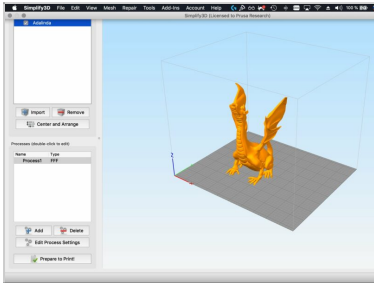 Simplify3D File Edit View Mesh Repair Tools Add-Ins Account Help 100 %
Simplify3D (Licensed to Prusa Research)
Adalinda
Import Remove
Center and Arrange
Processes (double-click to edit)
Name Type
Process1 FFF
Add Delete
Edit Process Settings
Prepare to Print!
Z